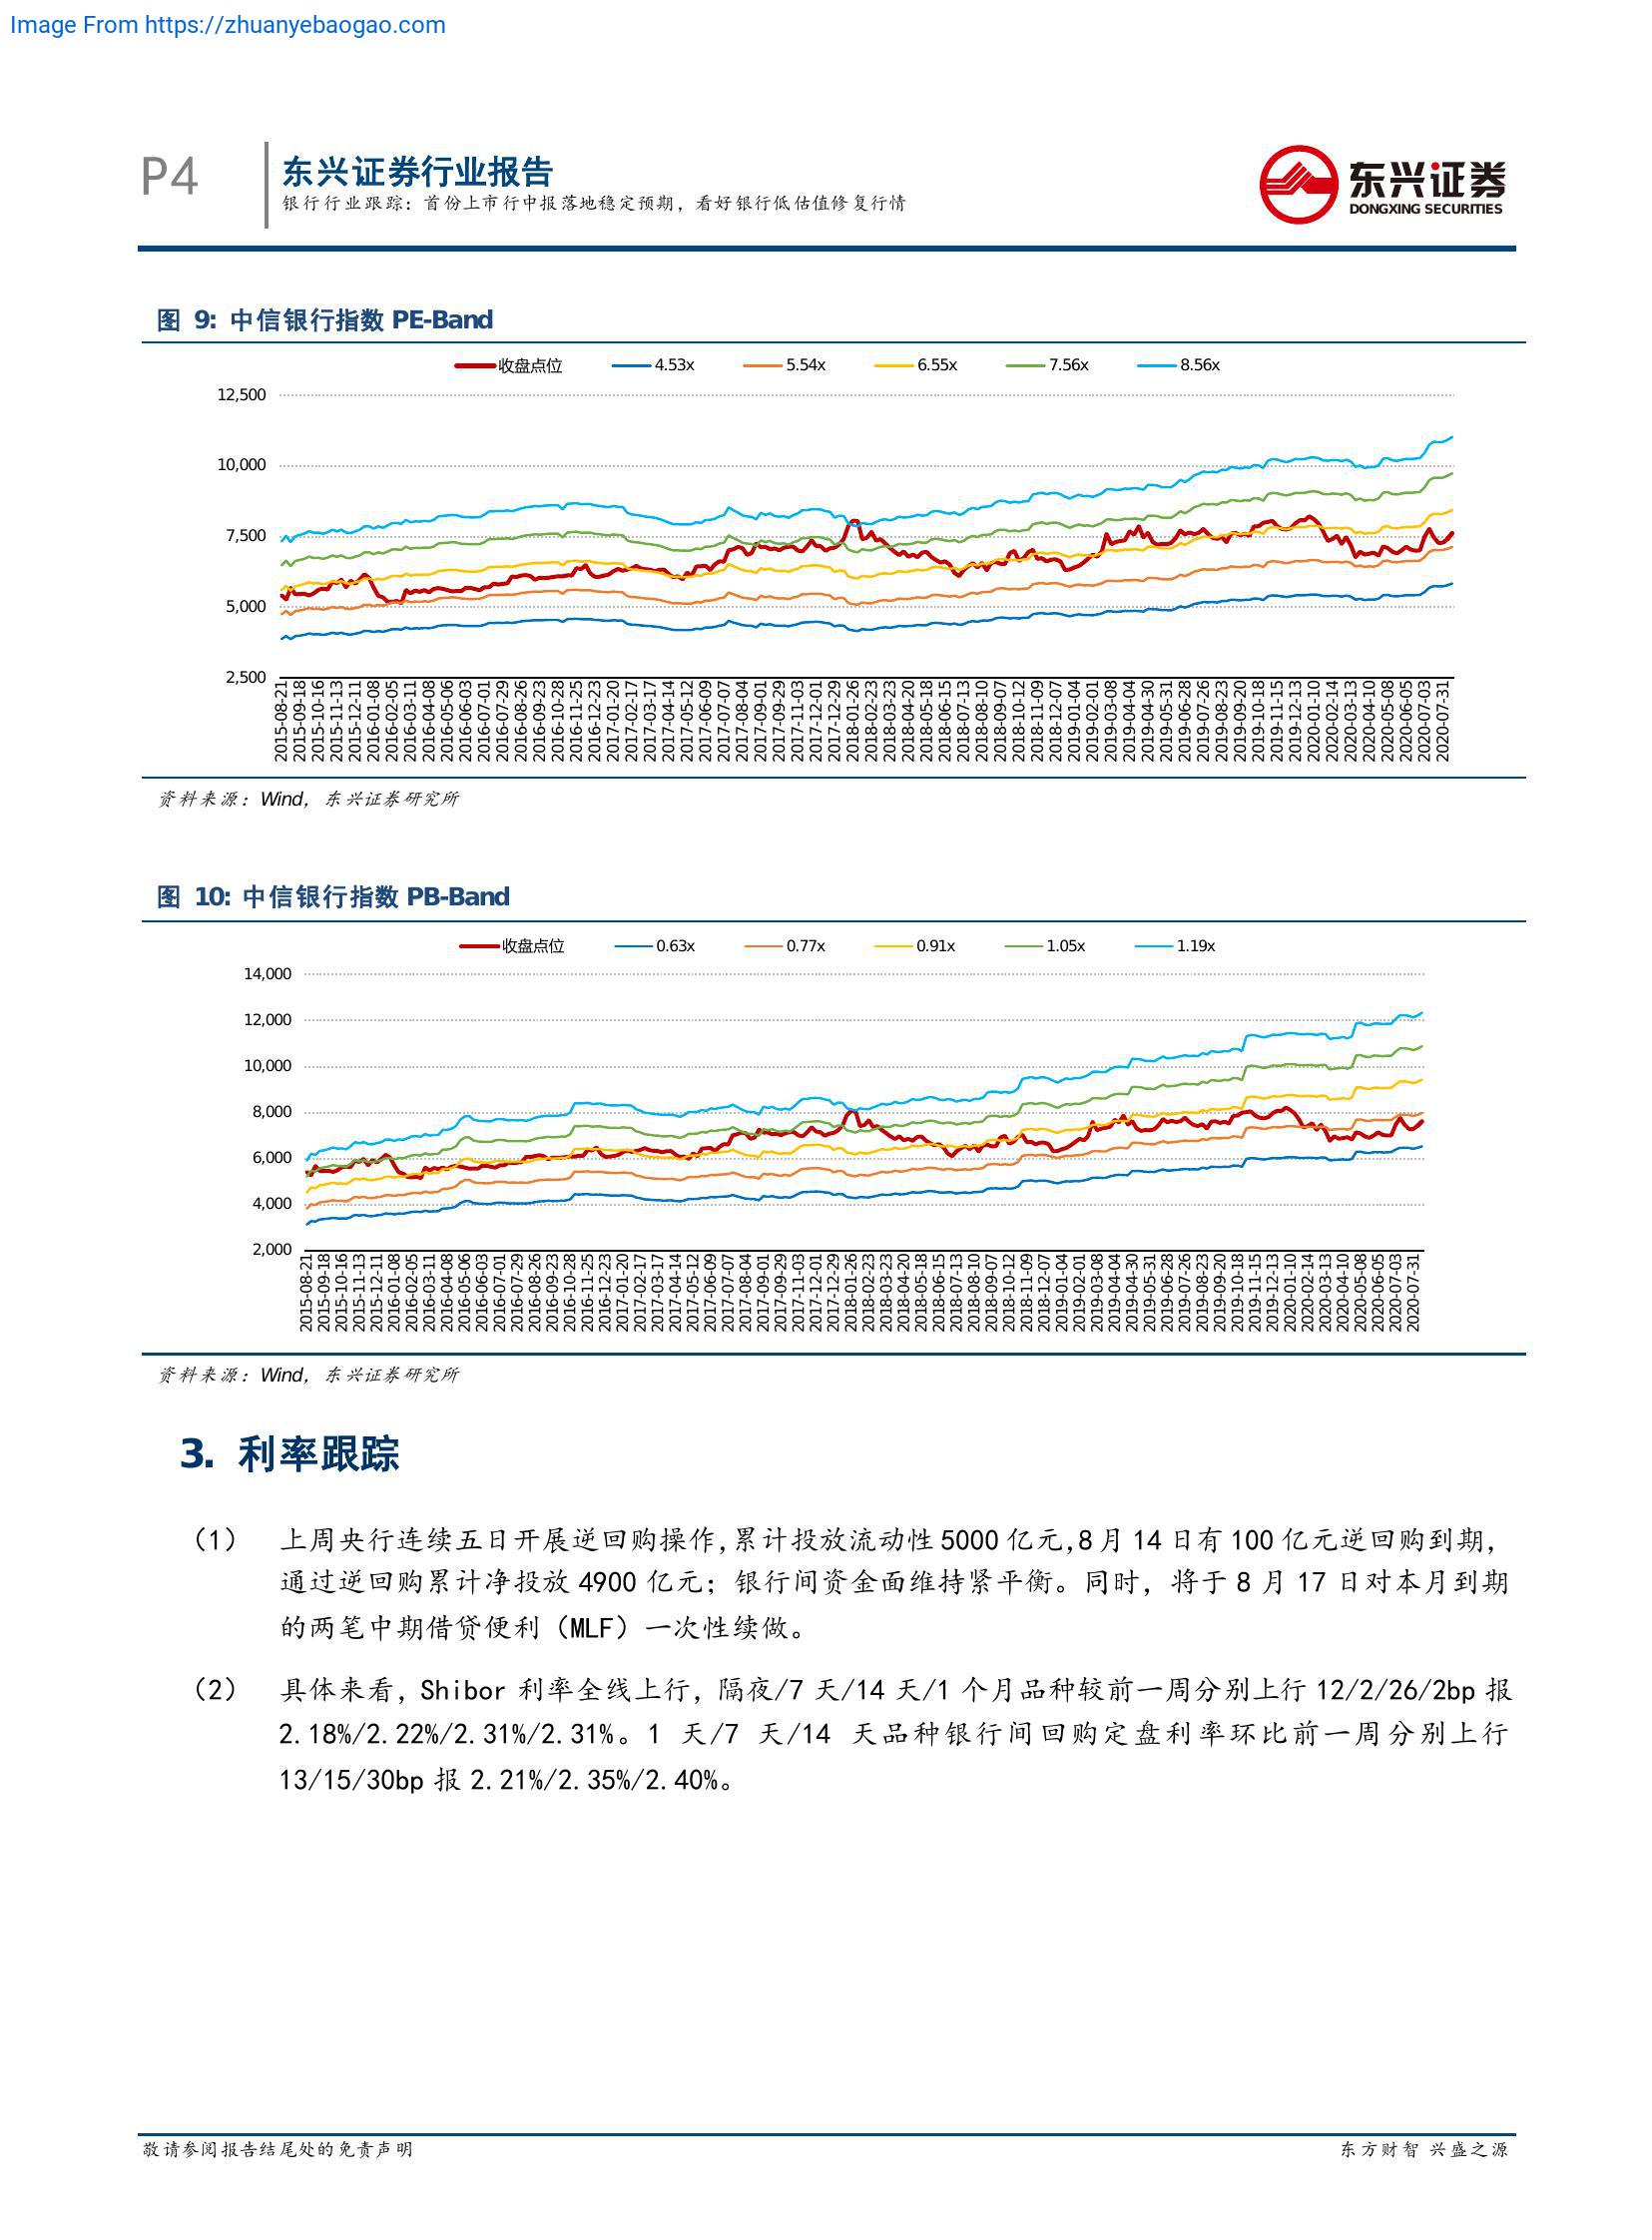 Image From https://zhuanyebaogao.com
P4
东兴证券行业报告
银行行业跟踪：首份上市行中报落地稳定预期，看好银行低估值修复行情
东兴证券
DONGXING SECURITIES
图 9: 中信银行指数 PE-Band
收盘点位 4.53x 5.54x 6.55x 7.56x 8.56x
12,500
10,000
7,500
5,000
2,500
2015-08-21 2015-09-18 2015-10-16 2015-11-13 2015-12-11 2016-01-08 2016-02-05 2016-03-11 2016-04-08 2016-05-06 2016-06-03 2016-07-01 2016-07-29 2016-08-26 2016-09-23 2016-10-28 2016-11-25 2016-12-23 2017-01-20 2017-02-17 2017-03-17 2017-04-14 2017-05-12 2017-06-09 2017-07-07 2017-08-04 2017-09-01 2017-09-29 2017-11-03 2017-12-01 2017-12-29 2018-01-26 2018-02-23 2018-03-23 2018-04-20 2018-05-18 2018-06-15 2018-07-13 2018-08-10 2018-09-07 2018-10-12 2018-11-09 2018-12-07 2019-01-04 2019-02-01 2019-03-08 2019-04-04 2019-04-30 2019-05-31 2019-06-28 2019-07-26 2019-08-23 2019-09-20 2019-10-18 2019-11-15 2019-12-13 2020-01-10 2020-02-14 2020-03-13 2020-04-10 2020-05-08 2020-06-05 2020-07-03 2020-07-31
资料来源：Wind，东兴证券研究所
图 10: 中信银行指数 PB-Band
收盘点位 0.63x 0.77x 0.91x 1.05x 1.19x
14,000
12,000
10,000
8,000
6,000
4,000
2,000
2015-08-21 2015-09-18 2015-10-16 2015-11-13 2015-12-11 2016-01-08 2016-02-05 2016-03-11 2016-04-08 2016-05-06 2016-06-03 2016-07-01 2016-07-29 2016-08-26 2016-09-23 2016-10-28 2016-11-25 2016-12-23 2017-01-20 2017-02-17 2017-03-17 2017-04-14 2017-05-12 2017-06-09 2017-07-07 2017-08-04 2017-09-01 2017-09-29 2017-11-03 2017-12-01 2017-12-29 2018-01-26 2018-02-23 2018-03-23 2018-04-20 2018-05-18 2018-06-15 2018-07-13 2018-08-10 2018-09-07 2018-10-12 2018-11-09 2018-12-07 2019-01-04 2019-02-01 2019-03-08 2019-04-04 2019-04-30 2019-05-31 2019-06-28 2019-07-26 2019-08-23 2019-09-20 2019-10-18 2019-11-15 2019-12-13 2020-01-10 2020-02-14 2020-03-13 2020-04-10 2020-05-08 2020-06-05 2020-07-03 2020-07-31
资料来源：Wind，东兴证券研究所
3. 利率跟踪
（1） 上周央行连续五日开展逆回购操作,累计投放流动性 5000 亿元,8 月 14 日有 100 亿元逆回购到期，
通过逆回购累计净投放 4900 亿元；银行间资金面维持紧平衡。同时，将于 8 月 17 日对本月到期
的两笔中期借贷便利（MLF）一次性续做。
（2） 具体来看，Shibor 利率全线上行，隔夜/7 天/14 天/1 个月品种较前一周分别上行 12/2/26/2bp 报
2.18%/2.22%/2.31%/2.31%。1 天/7 天/14 天品种银行间回购定盘利率环比前一周分别上行
13/15/30bp 报 2.21%/2.35%/2.40%。
敬请参阅报告结尾处的免责声明
东方财智 兴盛之源